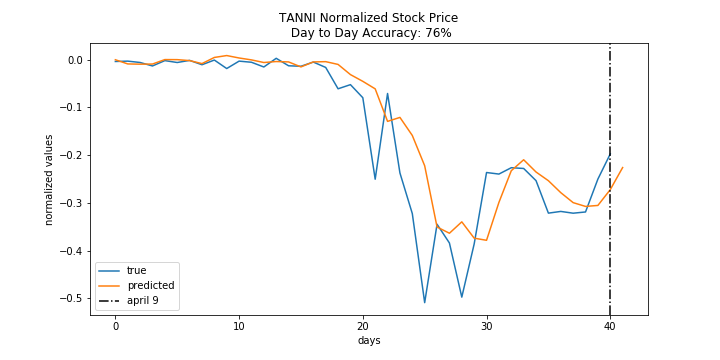 TANNI Normalized Stock Price
Day to Day Accuracy: 76%
normalized values
0.0
−0.1
−0.2
−0.3
−0.4
−0.5
true
predicted
april 9
0
10
20
30
40
days